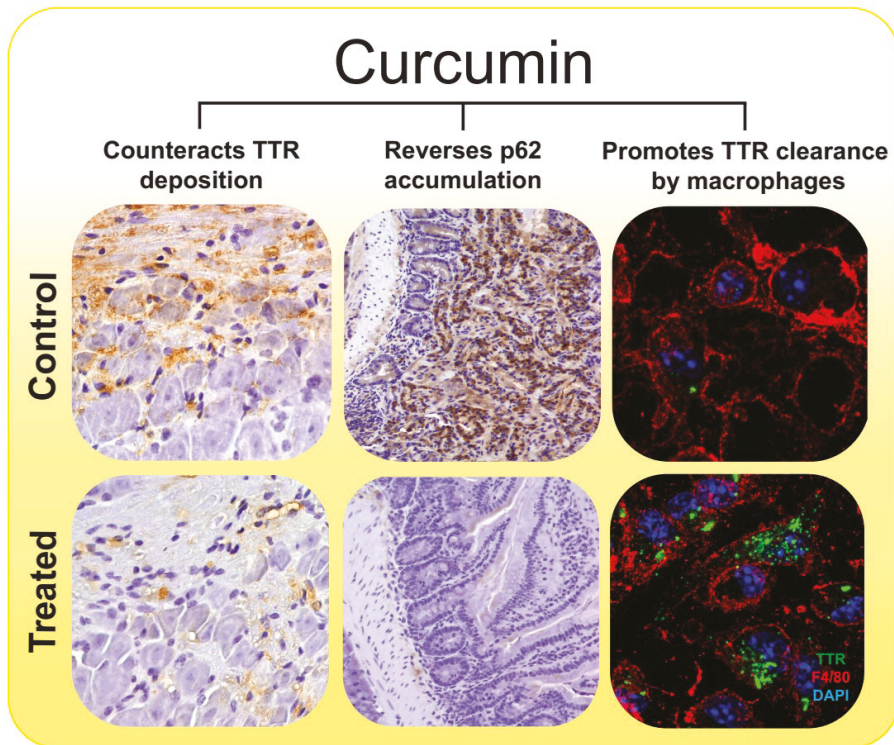 Curcumin
Counteracts TTR
deposition
Reverses p62
accumulation
Promotes TTR clearance
by macrophages
Control
Treated
TTR
F4/80
DAPI